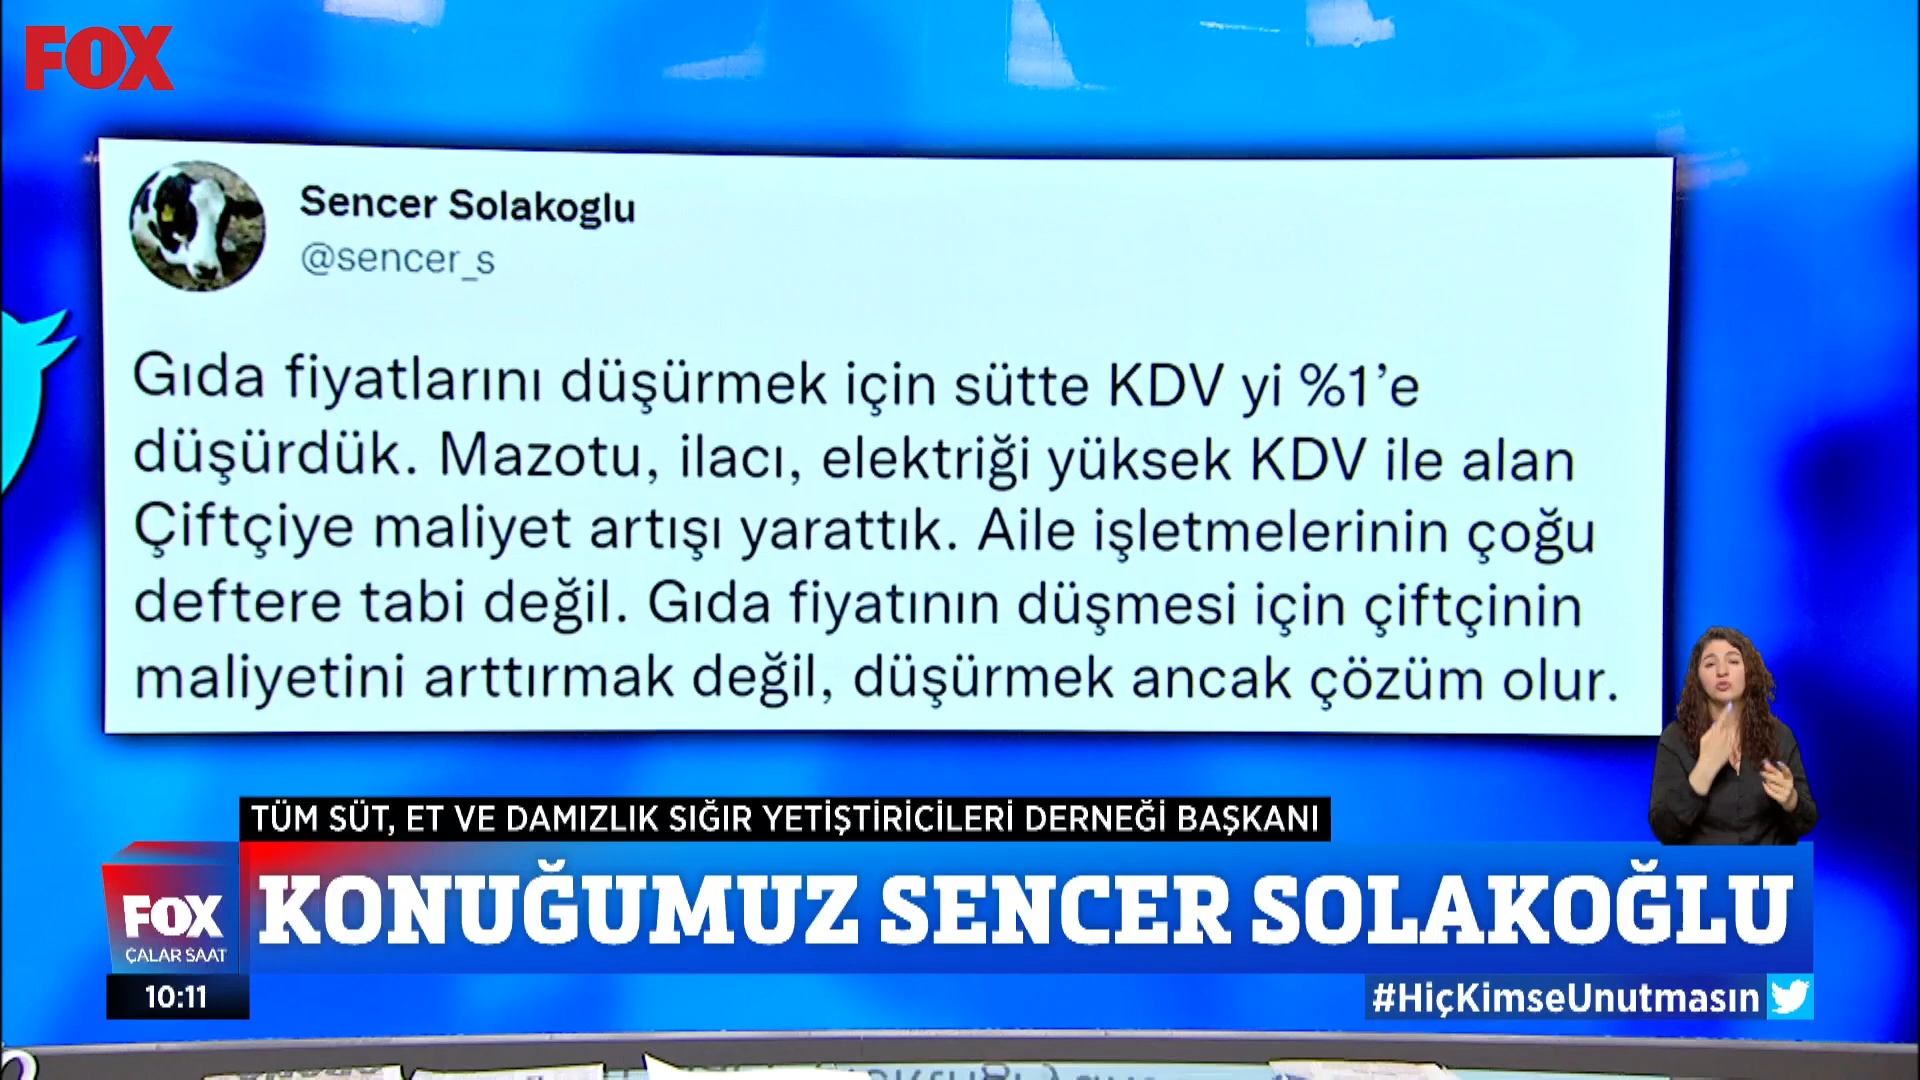 FOX
Sencer Solakoglu
@sencer_s
Gıda fiyatlarını düşürmek için sütte KDV yi %1’e
düşürdük. Mazotu, ilacı, elektriği yüksek KDV ile alan
Çiftçiye maliyet artışı yarattık. Aile işletmelerinin çoğu
deftere tabi değil. Gıda fiyatının düşmesi için çiftçinin
maliyetini arttırmak değil, düşürmek ancak çözüm olur.
TÜM SÜT, ET VE DAMIZLIK SIĞIR YETİŞTİRİCİLERİ DERNEĞİ BAŞKANI
KONUĞUMUZ SENCER SOLAKOĞLU
FOX
ÇALAR SAAT
10:11
#HiçKimseUnutmasın